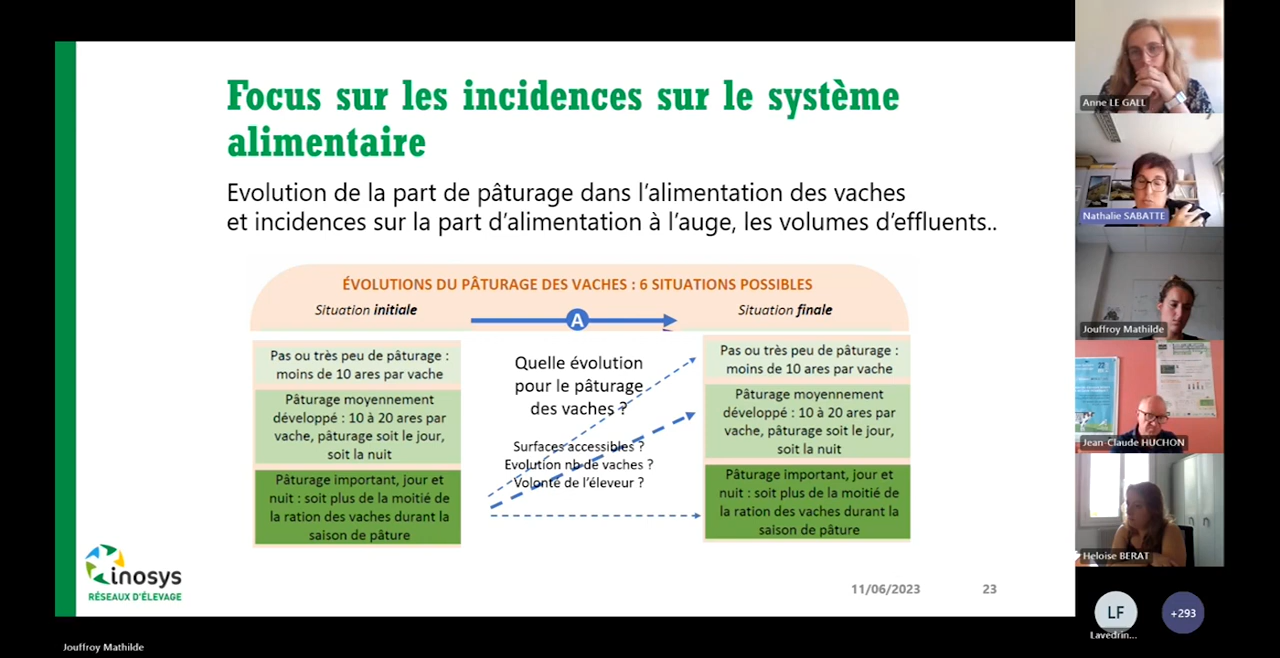 Focus sur les incidences sur le système
alimentaire
Evolution de la part de pâturage dans l'alimentation des vaches
et incidences sur la part d'alimentation à l'auge, les volumes d'effluents..
ÉVOLUTIONS DU PÂTURAGE DES VACHES : 6 SITUATIONS POSSIBLES
Situation initiale
A
Situation finale
Pas ou très peu de pâturage :
moins de 10 ares par vache
Pâturage moyennement
développé : 10 à 20 ares par
vache, pâturage soit le jour,
soit la nuit
Pâturage important, jour et
nuit : soit plus de la moitié de
la ration des vaches durant la
saison de pâture
Quelle évolution
pour le pâturage
des vaches ?
Surfaces accessibles ?
Evolution nb de vaches ?
Volonté de l'éleveur ?
Pas ou très peu de pâturage :
moins de 10 ares par vache
Pâturage moyennement
développé : 10 à 20 ares par
vache, pâturage soit le jour,
soit la nuit
Pâturage important, jour et
nuit : soit plus de la moitié de
la ration des vaches durant la
saison de pâture
inosys
RÉSEAUX D'ÉLEVAGE
11/06/2023
23
Jouffroy Mathilde
Anne LE GALL
Nathalie SABATTE
Jouffroy Mathilde
Jean-Claude HUCHON
Heloise BERAT
LF
Lavedrin...
+293